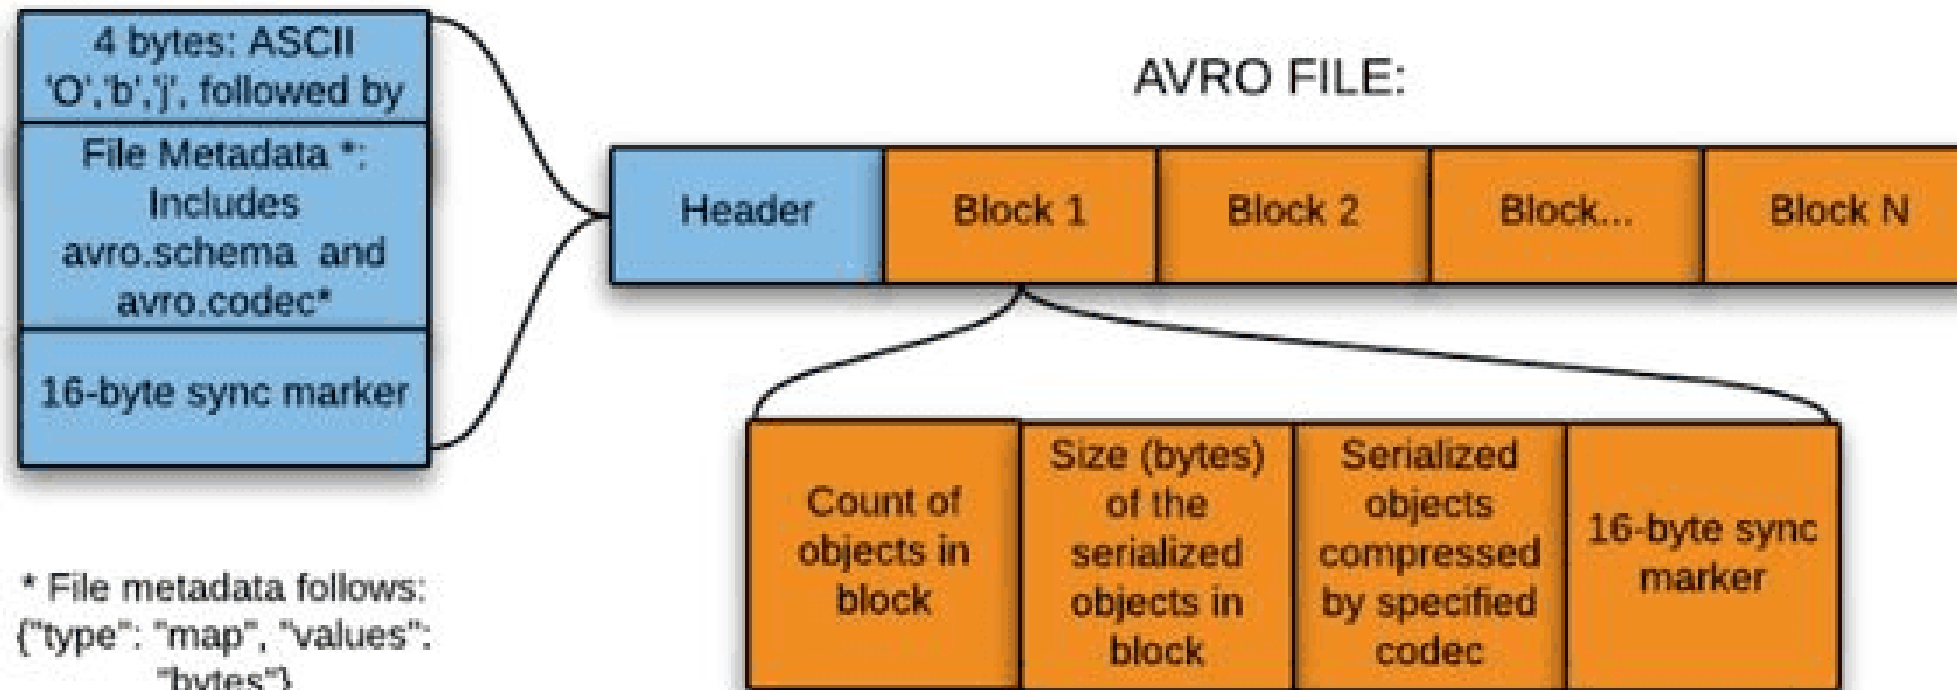 4 bytes: ASCII
'O','b','j', followed by
File Metadata *:
Includes
avro.schema and
avro.codec*
16-byte sync marker
* File metadata follows:
{"type": "map", "values":
"bytes"}
AVRO FILE:
Header
Block 1
Block 2
Block...
Block N
Count of
objects in
block
Size (bytes)
of the
serialized
objects in
block
Serialized
objects
compressed
by specified
codec
16-byte sync
marker